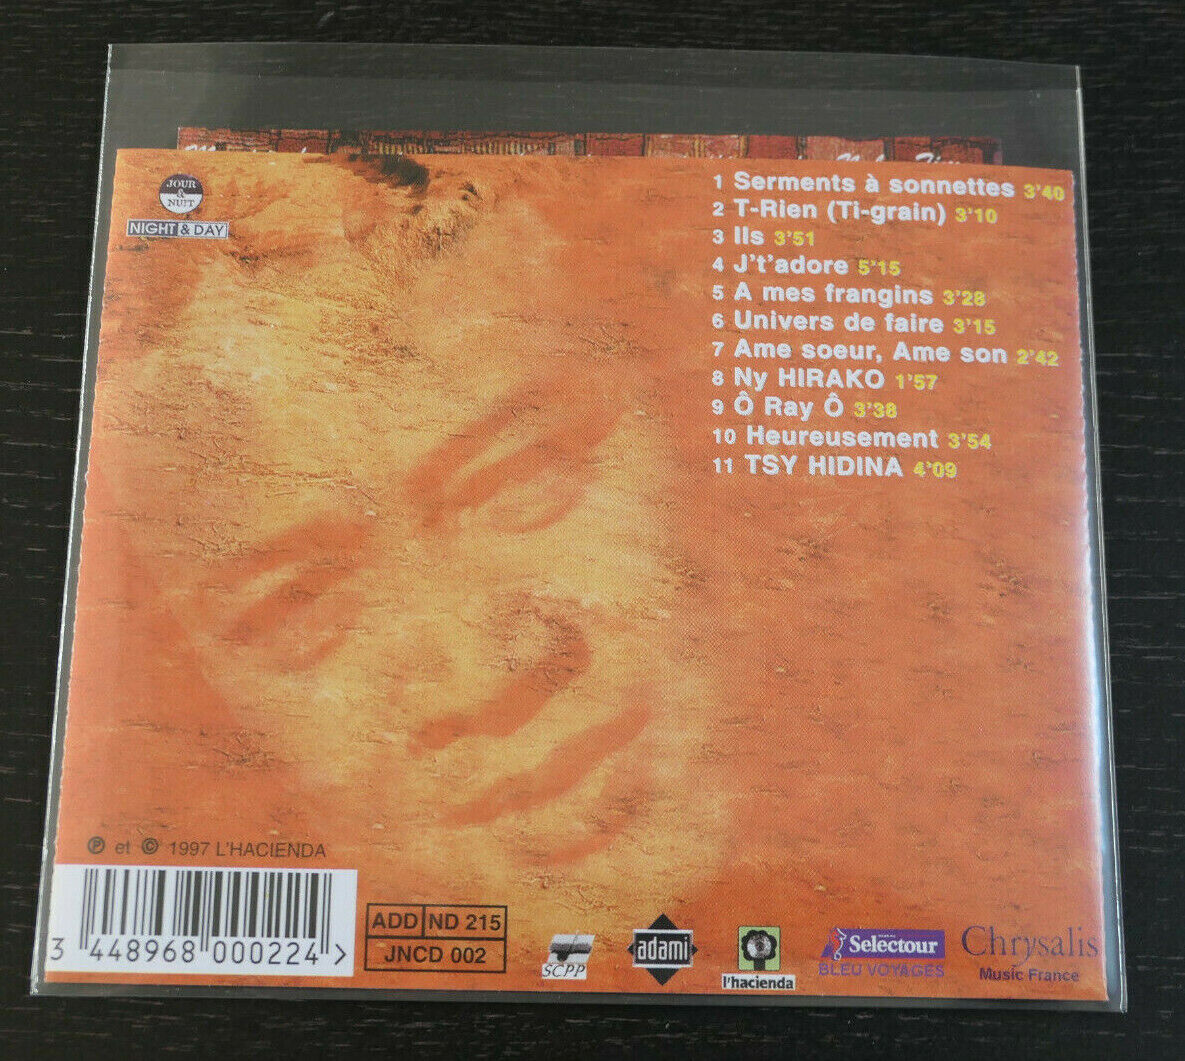 JOUR
&
NUIT
NIGHT & DAY
1 Serments à sonnettes 3'40
2 T-Rien (Ti-grain) 3'10
3 Ils 3'51
4 J't'adore 5'15
5 A mes frangins 3'28
6 Univers de faire 3'15
7 Ame soeur, Ame son 2'42
8 Ny HIRAKO 1'57
9 Ô Ray Ô 3'38
10 Heureusement 3'54
11 TSY HIDINA 4'09
℗ et © 1997 L'HACIENDA
3 448968 000224 >
ADD ND 215
JNCD 002
SCPP
adami
l'hacienda
Selectour
BLEU VOYAGES
Chrysalis
Music France